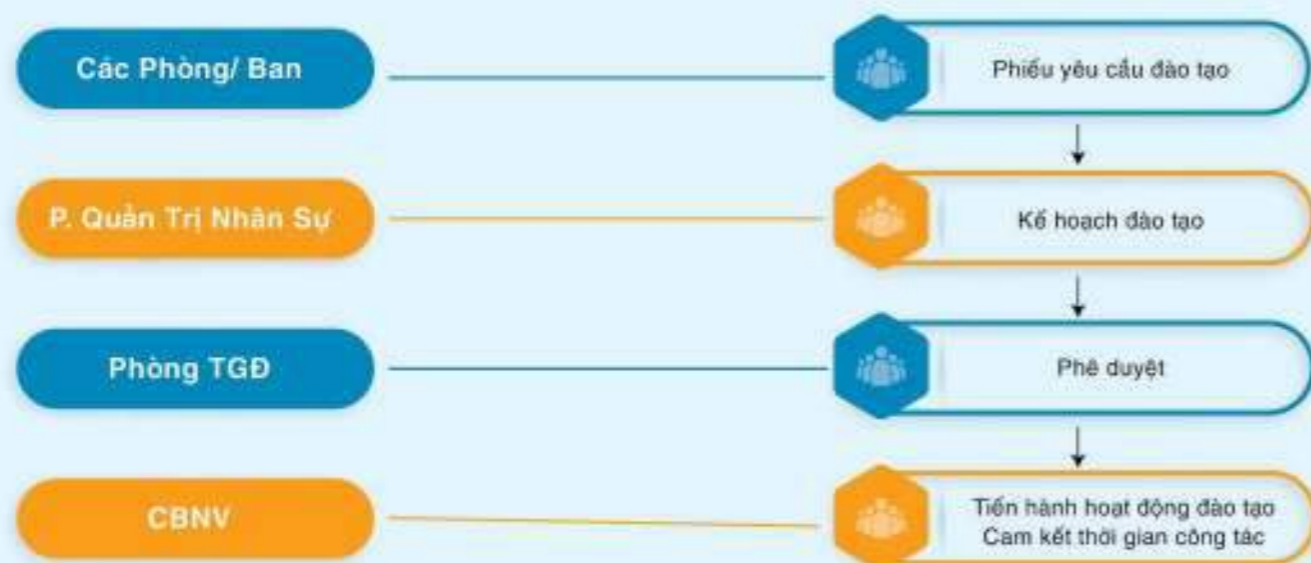 Các Phòng/ Ban
Phiếu yêu cầu đào tạo
P. Quản Trị Nhân Sự
Kế hoạch đào tạo
Phòng TGĐ
Phê duyệt
CBNV
Tiến hành hoạt động đào tạo
Cam kết thời gian công tác